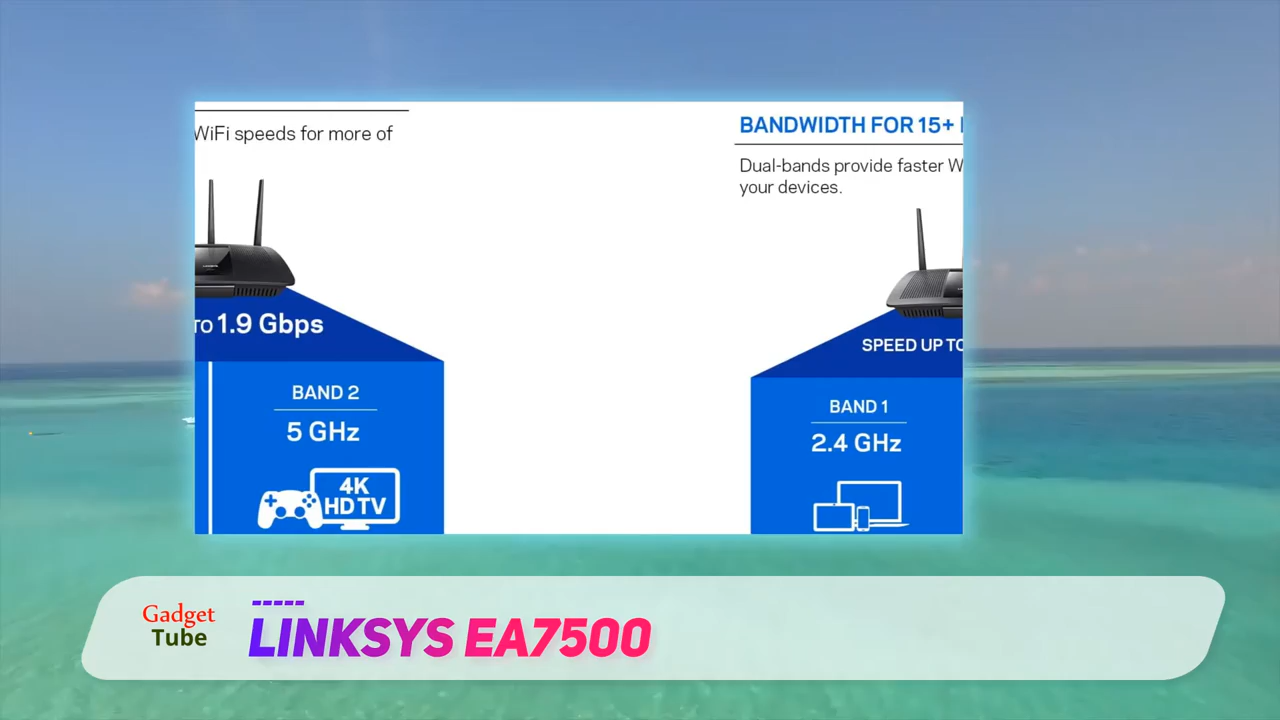 WiFi speeds for more of
TO 1.9 Gbps
BAND 2
5 GHz
4K
HD TV
BANDWIDTH FOR 15+
Dual-bands provide faster W
your devices.
SPEED UP TO
BAND 1
2.4 GHz
Gadget
Tube
LINKSYS EA7500